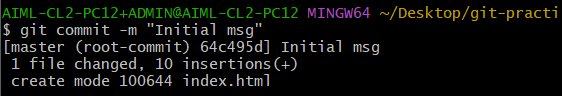 AIML-CL2-PC12+ADMIN@AIML-CL2-PC12 MINGW64 ~/Desktop/git-practi
$ git commit -m "Initial msg"
[master (root-commit) 64c495d] Initial msg
 1 file changed, 10 insertions(+)
 create mode 100644 index.html